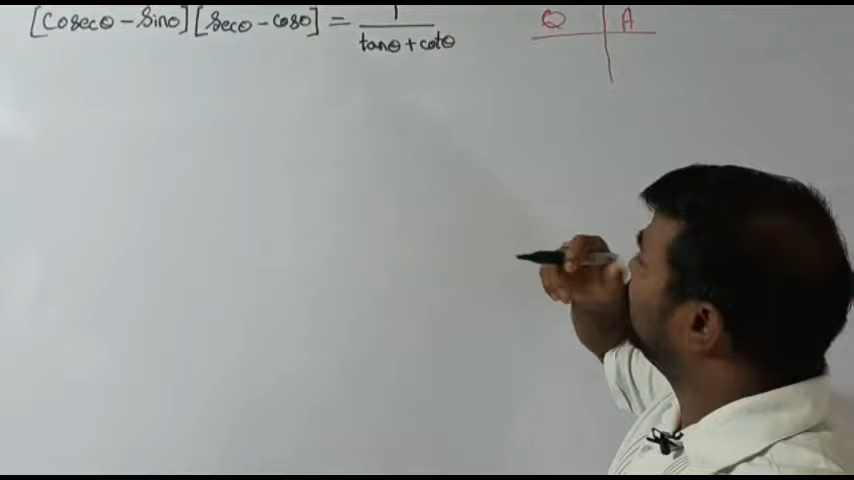 [Cosecθ - Sinθ] [Secθ - cosθ] = 1 / tanθ + cotθ
Q A